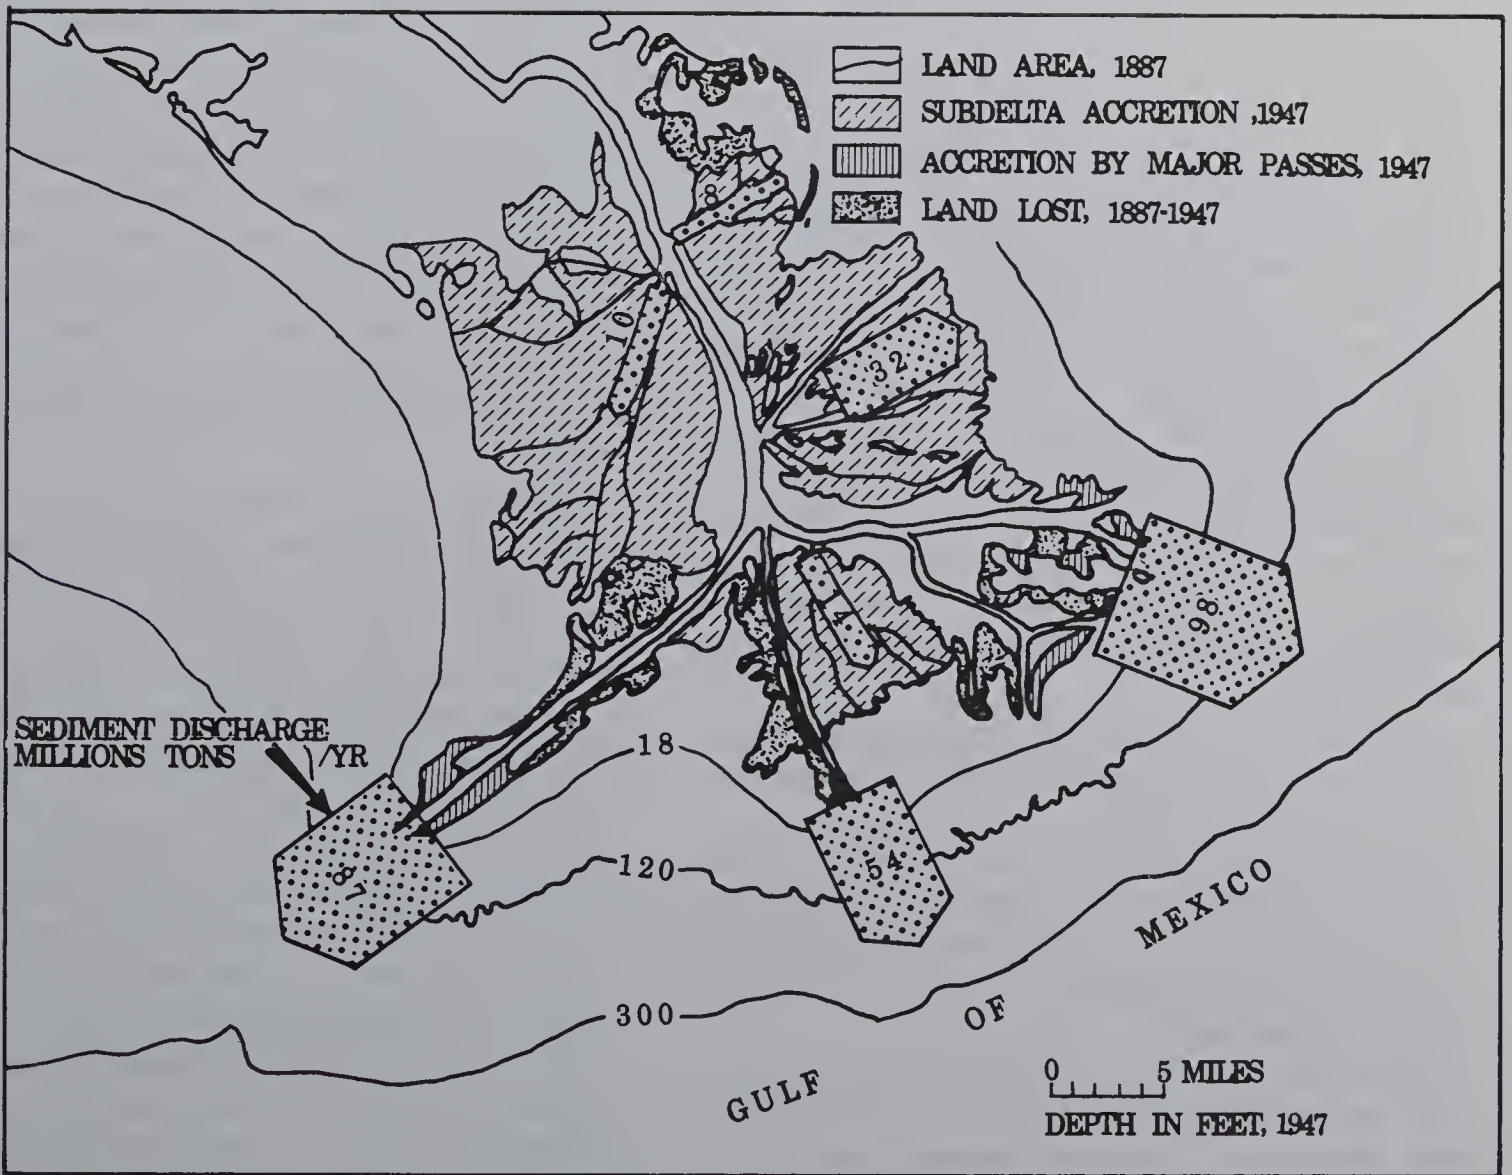 LAND AREA, 1887
SUBDELTA ACCRETION ,1947
ACCRETION BY MAJOR PASSES, 1947
LAND LOST, 1887-1947
8
10
32
4
98
SEDIMENT DISCHARGE
MILLIONS TONS /YR
18
87
54
120
300
MEXICO
OF
GULF
0 5 MILES
DEPTH IN FEET, 1947